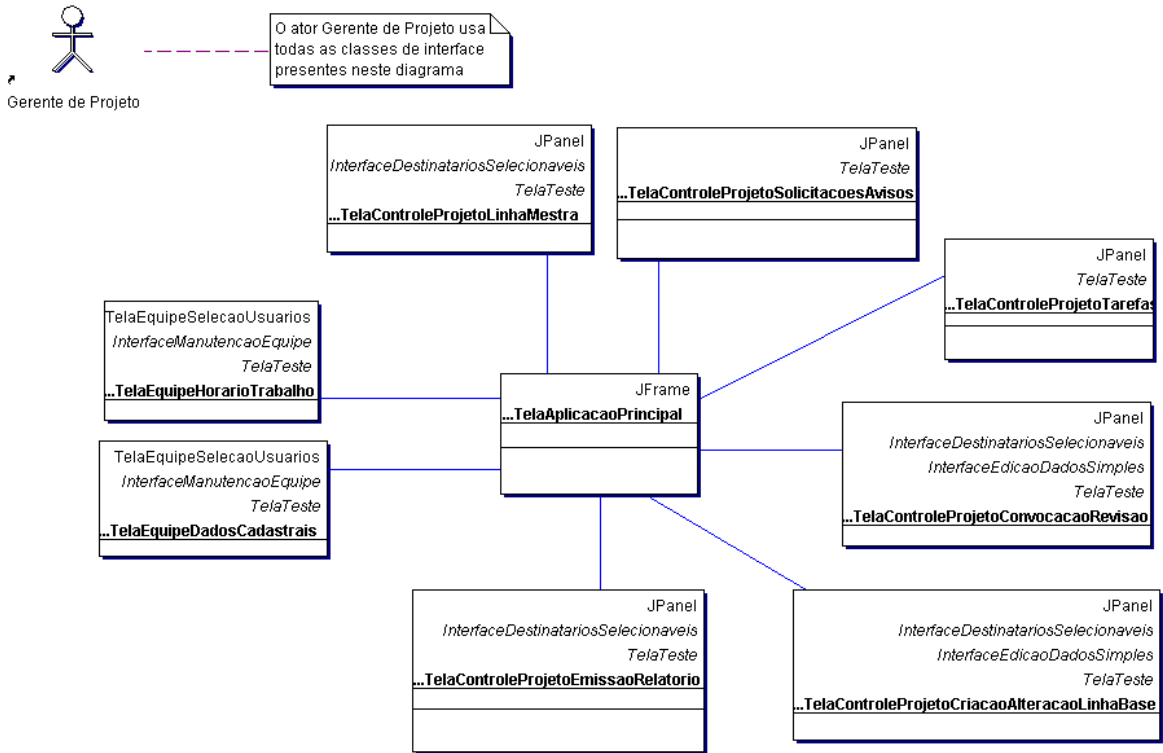 O ator Gerente de Projeto usa
todas as classes de interface
presentes neste diagrama
Gerente de Projeto
JPanel
InterfaceDestinatariosSelecionaveis
TelaTeste
...TelaControleProjetoLinhaMestra
JPanel
TelaTeste
...TelaControleProjetoSolicitacoesAvisos
JPanel
TelaTeste
...TelaControleProjetoTarefas
TelaEquipeSelecaoUsuarios
InterfaceManutencaoEquipe
TelaTeste
...TelaEquipeHorarioTrabalho
JFrame
...TelaAplicacaoPrincipal
JPanel
InterfaceDestinatariosSelecionaveis
InterfaceEdicaoDadosSimples
TelaTeste
...TelaControleProjetoConvocacaoRevisao
TelaEquipeSelecaoUsuarios
InterfaceManutencaoEquipe
TelaTeste
...TelaEquipeDadosCadastrais
JPanel
InterfaceDestinatariosSelecionaveis
TelaTeste
...TelaControleProjetoEmissaoRelatorio
JPanel
InterfaceDestinatariosSelecionaveis
InterfaceEdicaoDadosSimples
TelaTeste
...TelaControleProjetoCriacaoAlteracaoLinhaBase